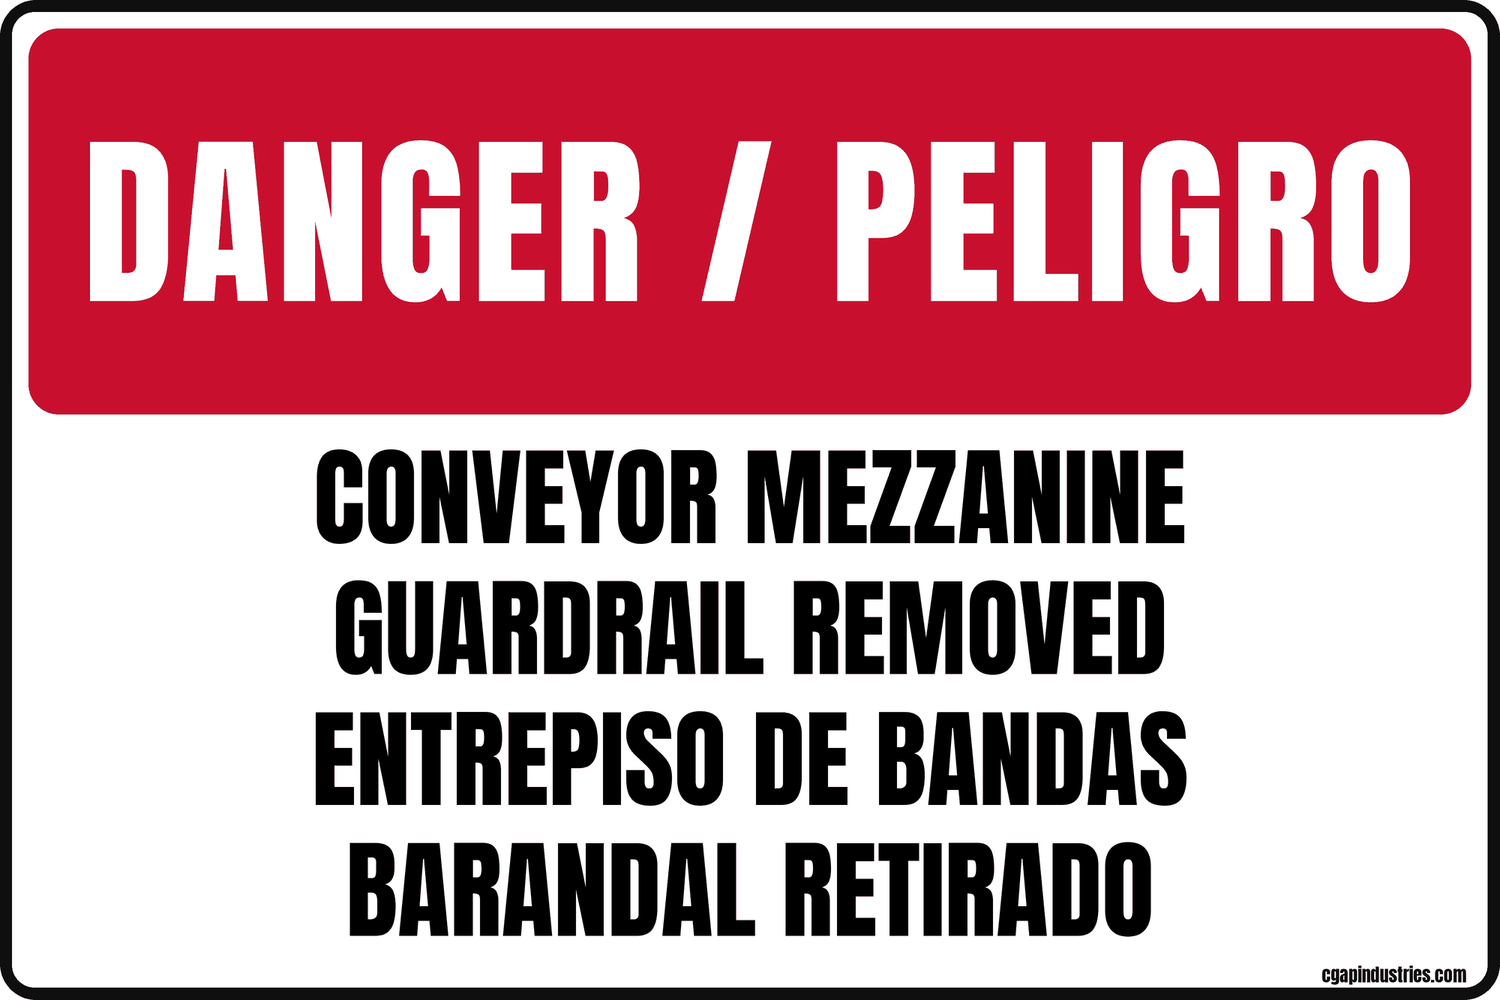 DANGER / PELIGRO
CONVEYOR MEZZANINE
GUARDRAIL REMOVED
ENTREPISO DE BANDAS
BARANDAL RETIRADO
cgapindustries.com